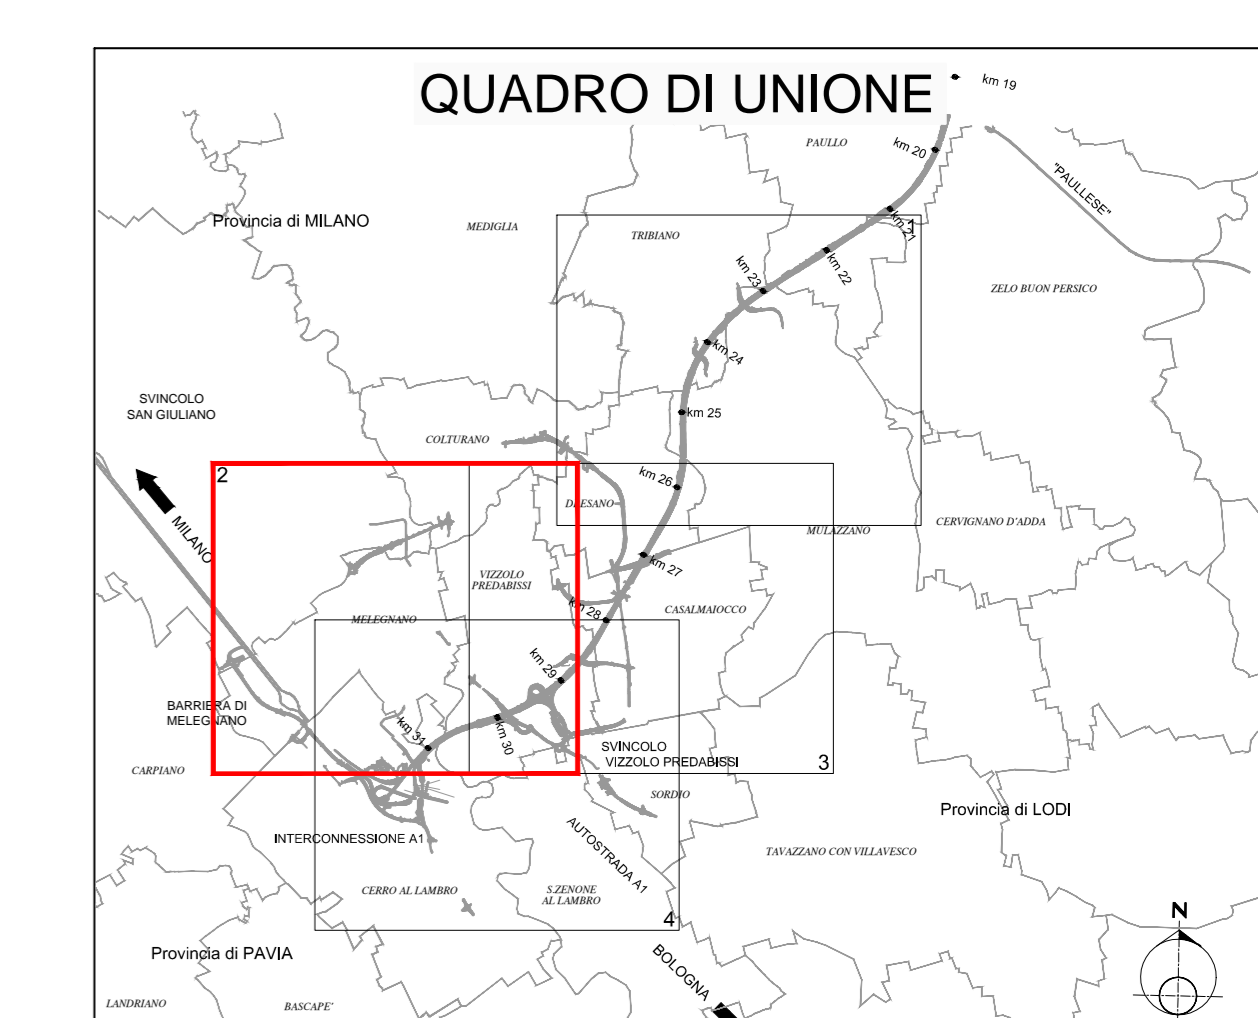 QUADRO DI UNIONE
km 19
PAULLO
km 20
"PAULLESE"
Provincia di MILANO
MEDIGLIA
TRIBIANO
1
km 21
km 22
km 23
ZELO BUON PERSICO
km 24
SVINCOLO
SAN GIULIANO
km 25
COLTURANO
2
km 26
DRESANO
MULAZZANO
CERVIGNANO D'ADDA
MILANO
km 27
VIZZOLO
PREDABISSI
km 28
CASALMAIOCCO
MELEGNANO
km 29
BARRIERA DI
MELEGNANO
km 31
km 30
SVINCOLO
VIZZOLO PREDABISSI
3
CARPIANO
SORDIO
Provincia di LODI
INTERCONNESSIONE A1
AUTOSTRADA A1
TAVAZZANO CON VILLAVESCO
CERRO AL LAMBRO
S.ZENONE
AL LAMBRO
4
N
Provincia di PAVIA
BOLOGNA
LANDRIANO
BASCAPE'